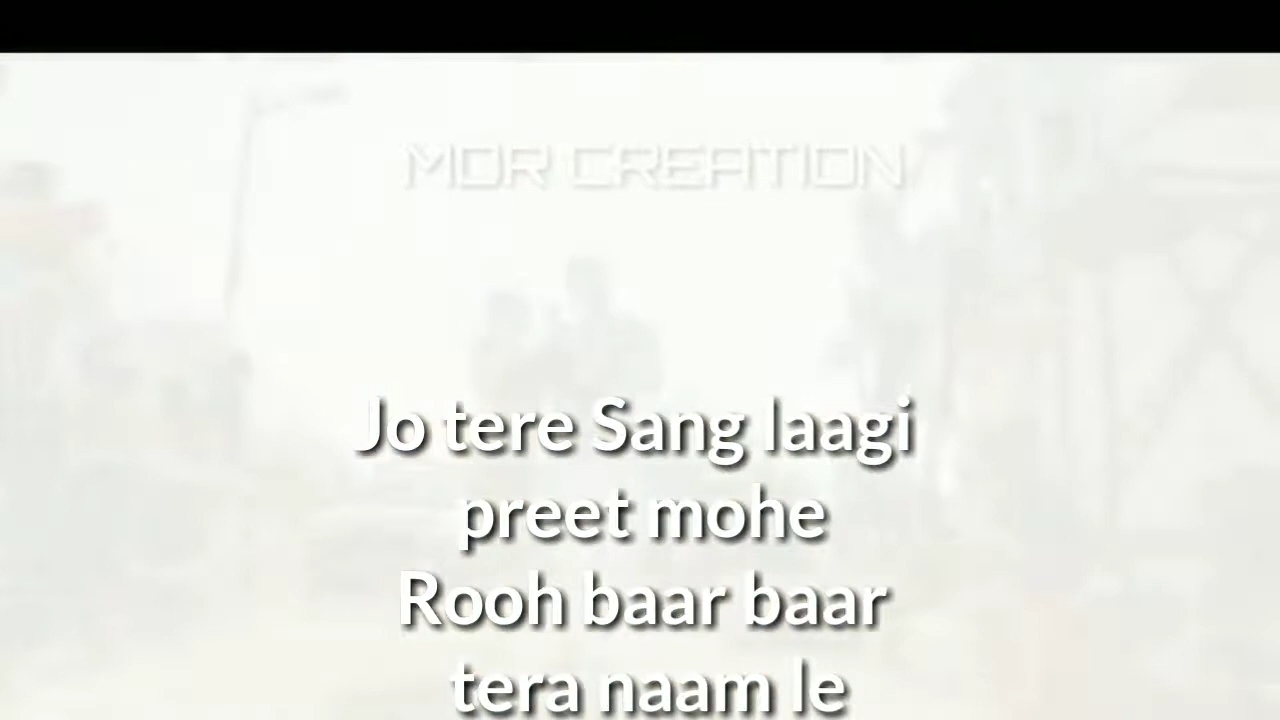 MDR CREATION
Jo tere Sang laagi
preet mohe
Rooh baar baar
tera naam le